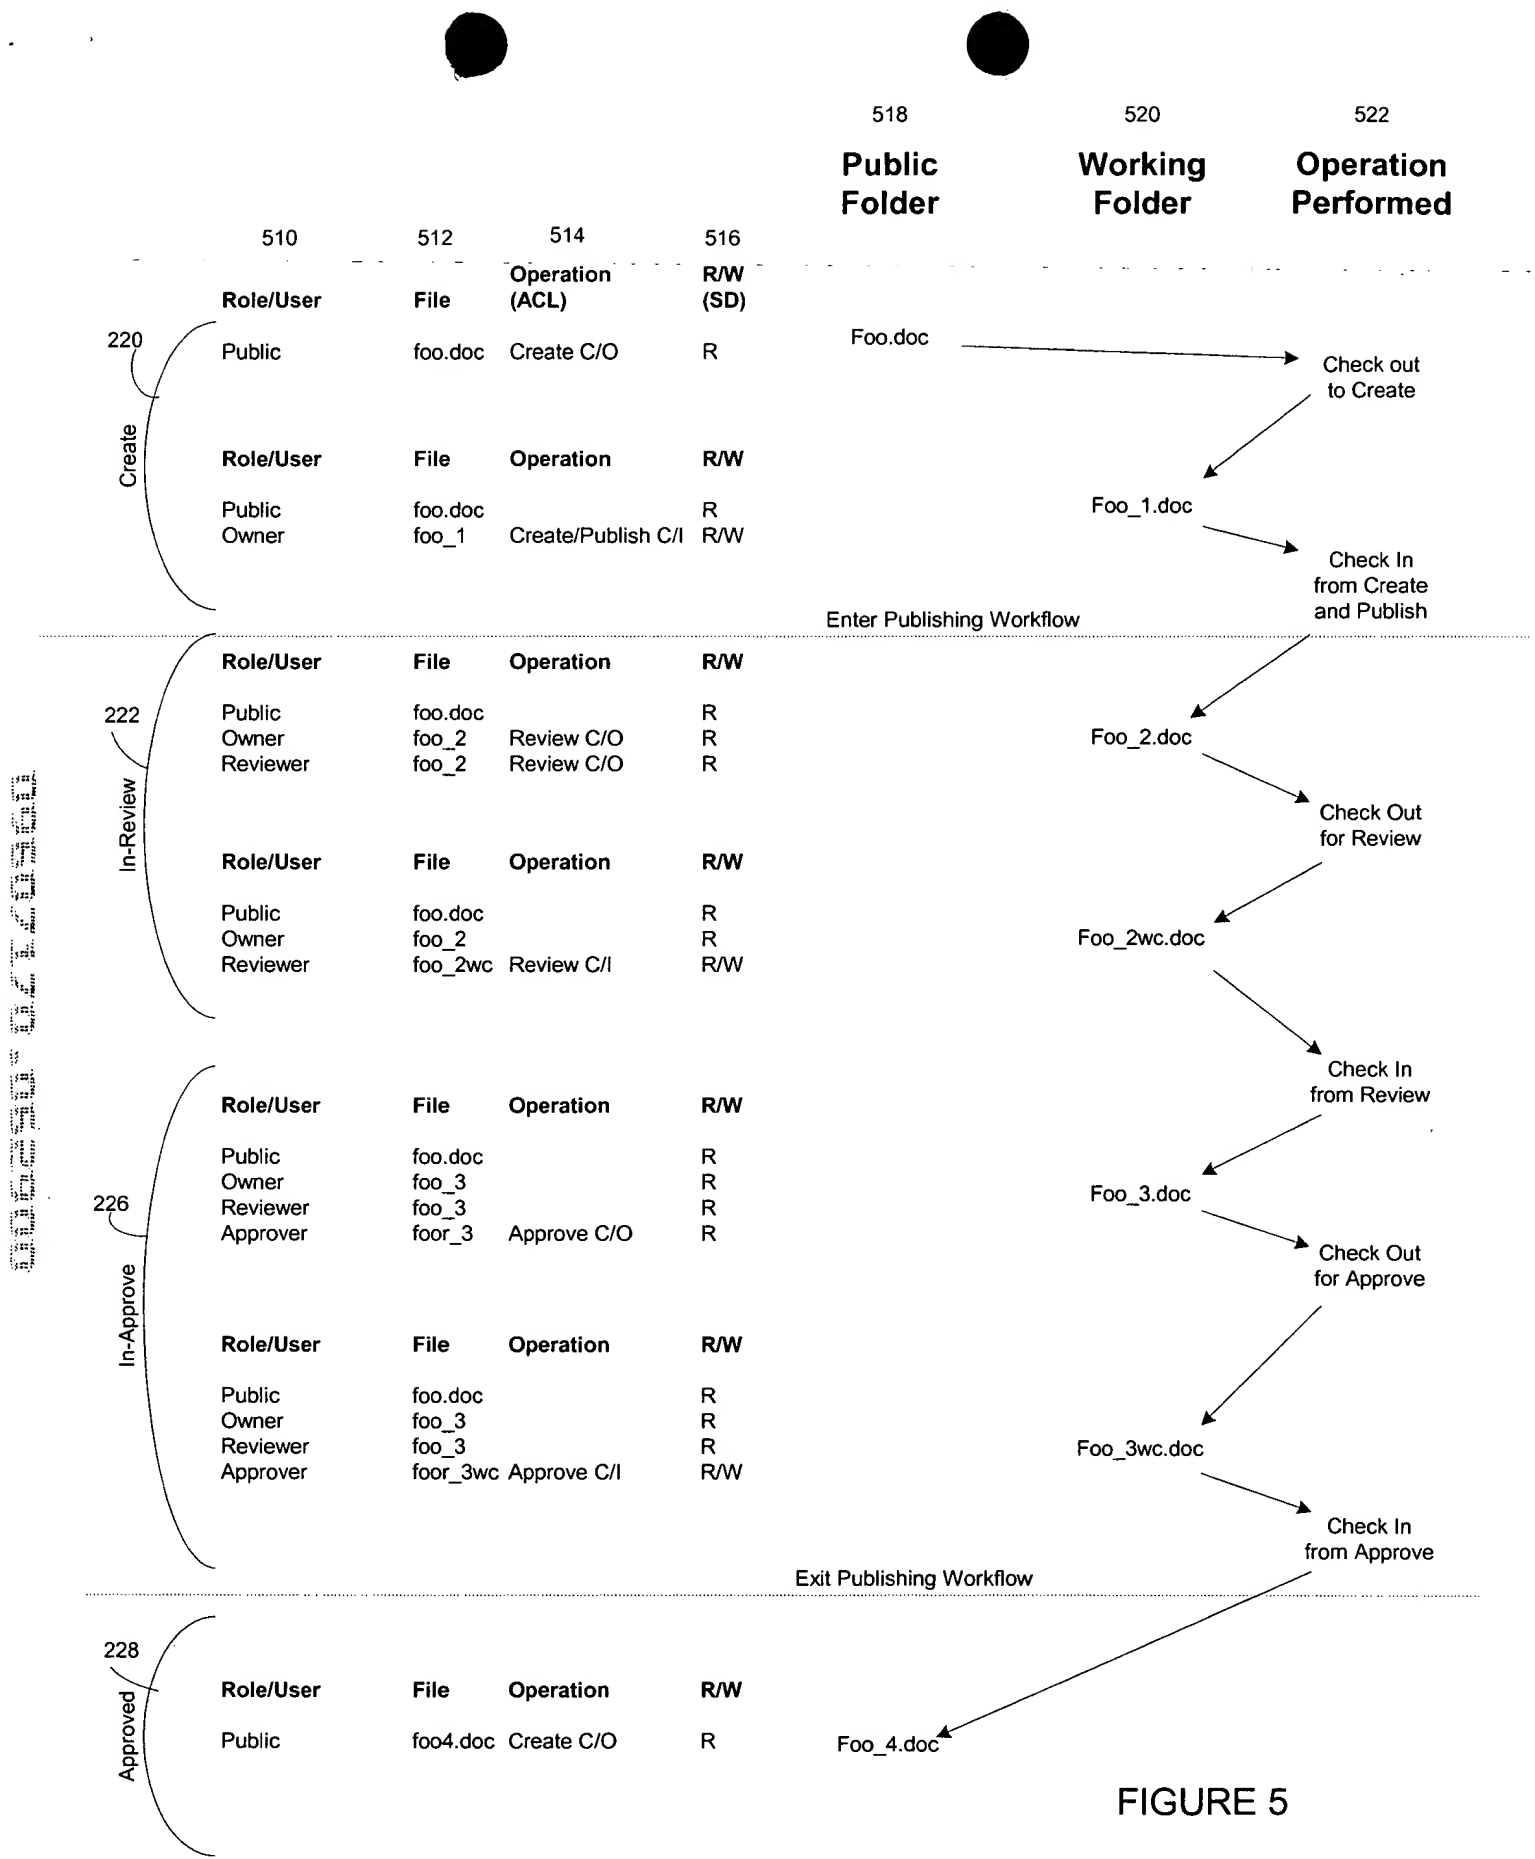 518 520 522
Public Working Operation
Folder Folder Performed
510 512 514 516
Operation R/W
Role/User File (ACL) (SD)
220
Public foo.doc Create C/O R Foo.doc
Check out
to Create
Create
Role/User File Operation R/W
Public foo.doc R Foo_1.doc
Owner foo_1 Create/Publish C/I R/W
Check In
from Create
and Publish
Enter Publishing Workflow
Role/User File Operation R/W
222
Public foo.doc R
Owner foo_2 Review C/O R Foo_2.doc
Reviewer foo_2 Review C/O R
Check Out
for Review
In-Review
Role/User File Operation R/W
Public foo.doc R
Owner foo_2 R Foo_2wc.doc
Reviewer foo_2wc Review C/I R/W
Check In
from Review
Role/User File Operation R/W
Public foo.doc R
Owner foo_3 R Foo_3.doc
226
Reviewer foo_3 R
Approver foor_3 Approve C/O R
Check Out
for Approve
In-Approve
Role/User File Operation R/W
Public foo.doc R
Owner foo_3 R
Reviewer foo_3 R Foo_3wc.doc
Approver foor_3wc Approve C/I R/W
Check In
from Approve
Exit Publishing Workflow
228
Role/User File Operation R/W
Approved
Public foo4.doc Create C/O R Foo_4.doc
FIGURE 5